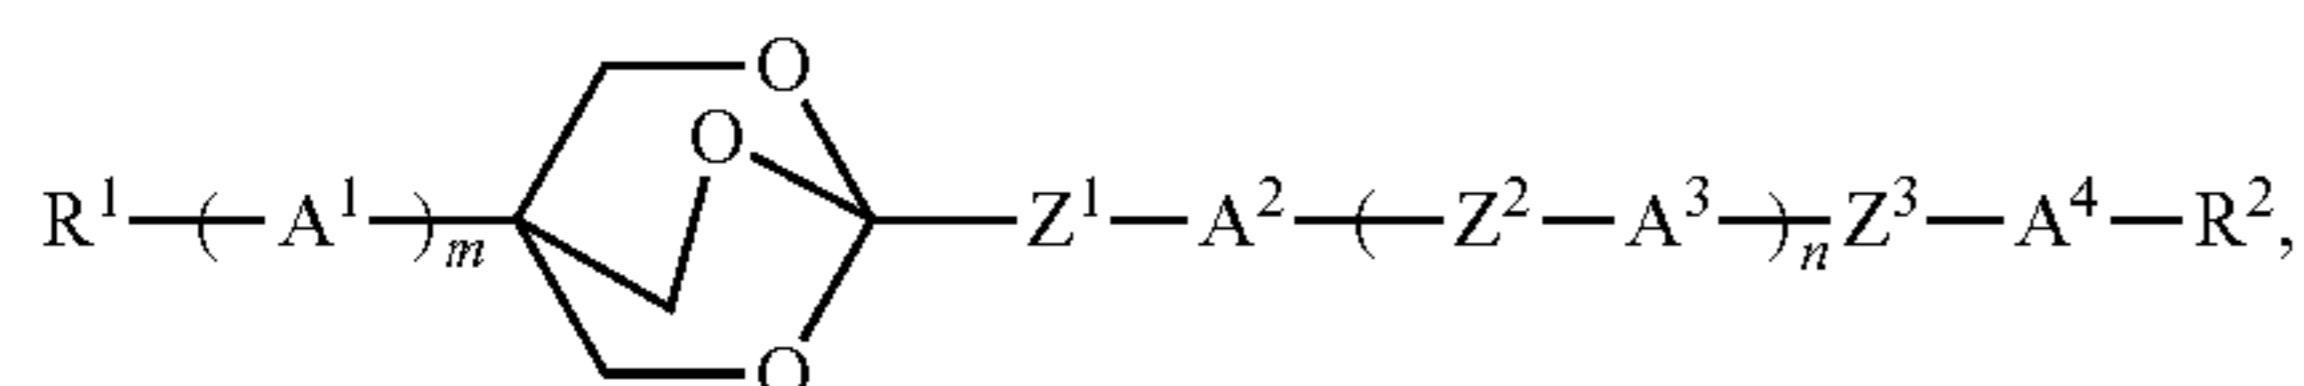 O
O
R¹—(—A¹—)m Z¹—A²—(—Z²—A³—)n Z³—A⁴—R²,
O